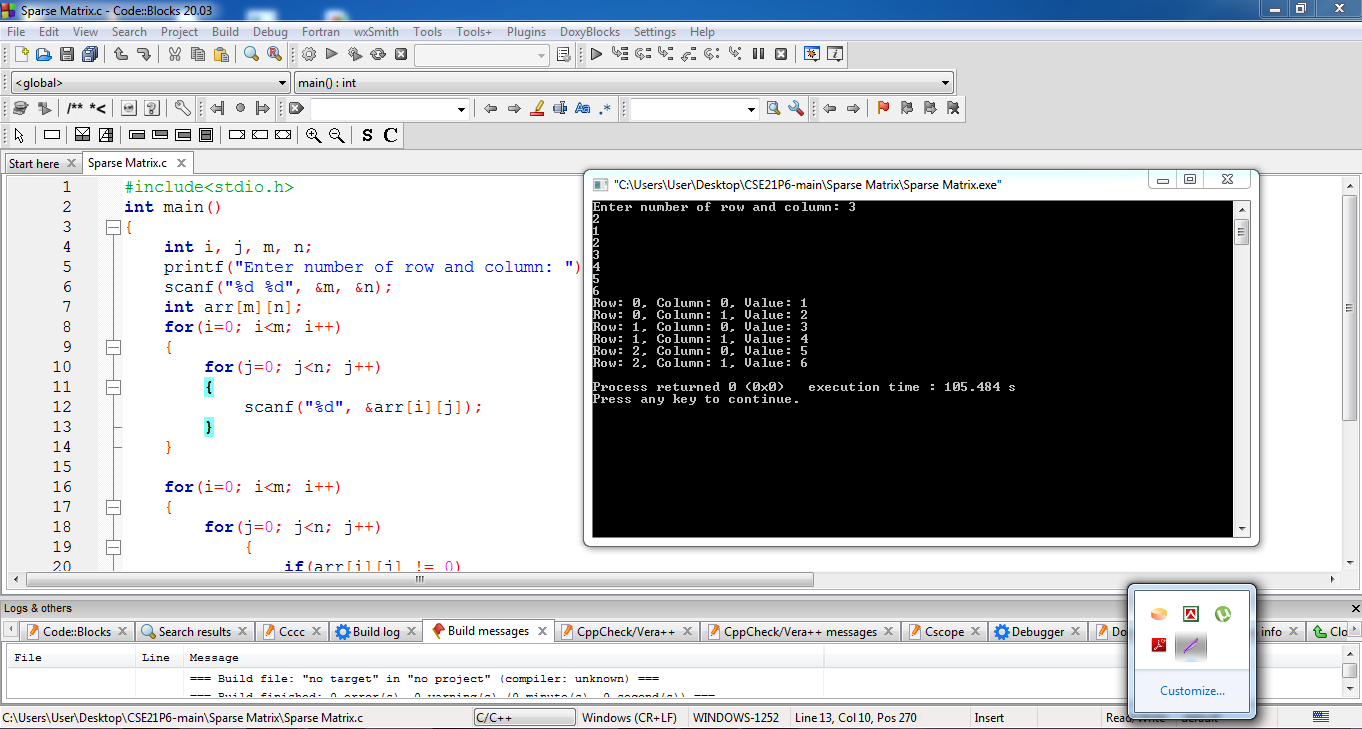 Sparse Matrix.c - Code::Blocks 20.03
File Edit View Search Project Build Debug Fortran wxSmith Tools Tools+ Plugins DoxyBlocks Settings Help
<global> main() : int
/** *< Aa .*
S C
Start here Sparse Matrix.c
1 #include<stdio.h>
2 int main()
3 {
4 int i, j, m, n;
5 printf("Enter number of row and column: ")
6 scanf("%d %d", &m, &n);
7 int arr[m][n];
8 for(i=0; i<m; i++)
9 {
10 for(j=0; j<n; j++)
11 {
12 scanf("%d", &arr[i][j]);
13 }
14 }
15
16 for(i=0; i<m; i++)
17 {
18 for(j=0; j<n; j++)
19 {
20 if(arr[i][j] != 0)
"C:\Users\User\Desktop\CSE21P6-main\Sparse Matrix\Sparse Matrix.exe"
Enter number of row and column: 3
2
1
2
3
4
5
6
Row: 0, Column: 0, Value: 1
Row: 0, Column: 1, Value: 2
Row: 1, Column: 0, Value: 3
Row: 1, Column: 1, Value: 4
Row: 2, Column: 0, Value: 5
Row: 2, Column: 1, Value: 6
Process returned 0 (0x0) execution time : 105.484 s
Press any key to continue.
Logs & others
Code::Blocks Search results Cccc Build log Build messages CppCheck/Vera++ CppCheck/Vera++ messages Cscope Debugger Do info Clo
File Line Message
=== Build file: "no target" in "no project" (compiler: unknown) ===
=== Build finished: 0 error(s), 0 warning(s) (0 minute(s), 0 second(s)) ===
Customize...
C:\Users\User\Desktop\CSE21P6-main\Sparse Matrix\Sparse Matrix.c C/C++ Windows (CR+LF) WINDOWS-1252 Line 13, Col 10, Pos 270 Insert Read/Write default